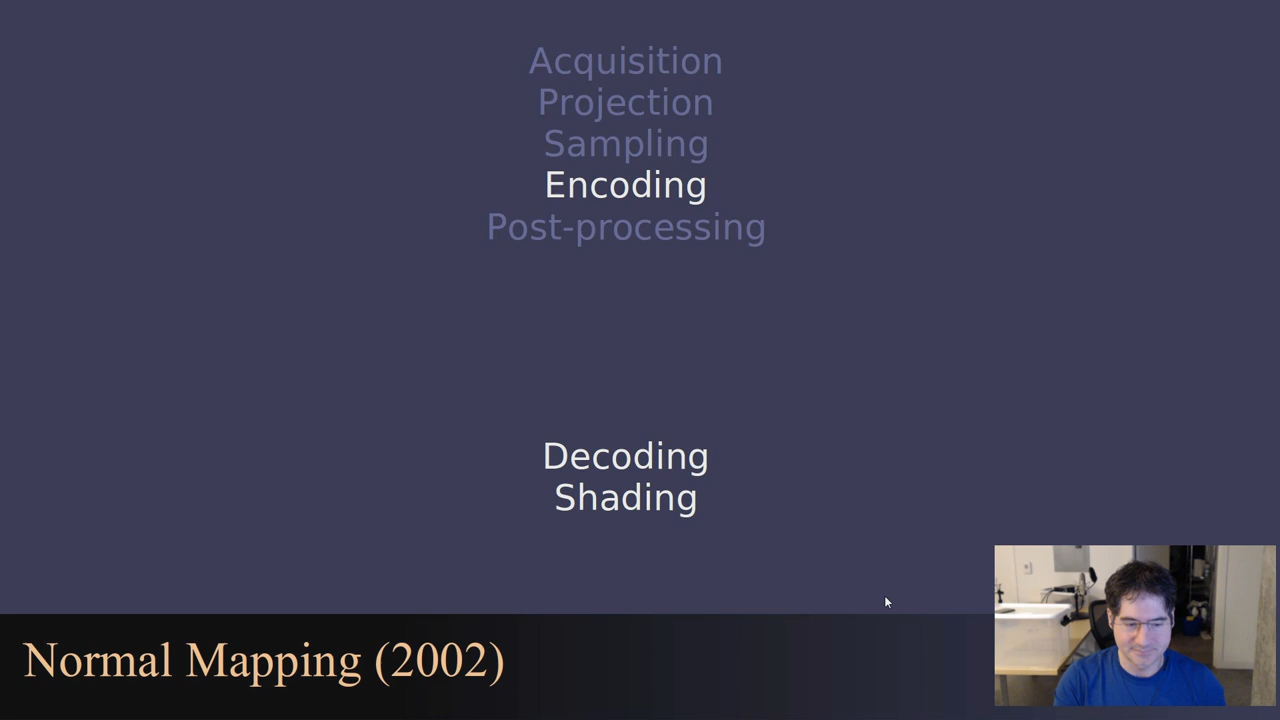 Acquisition
Projection
Sampling
Encoding
Post-processing
Decoding
Shading
Normal Mapping (2002)